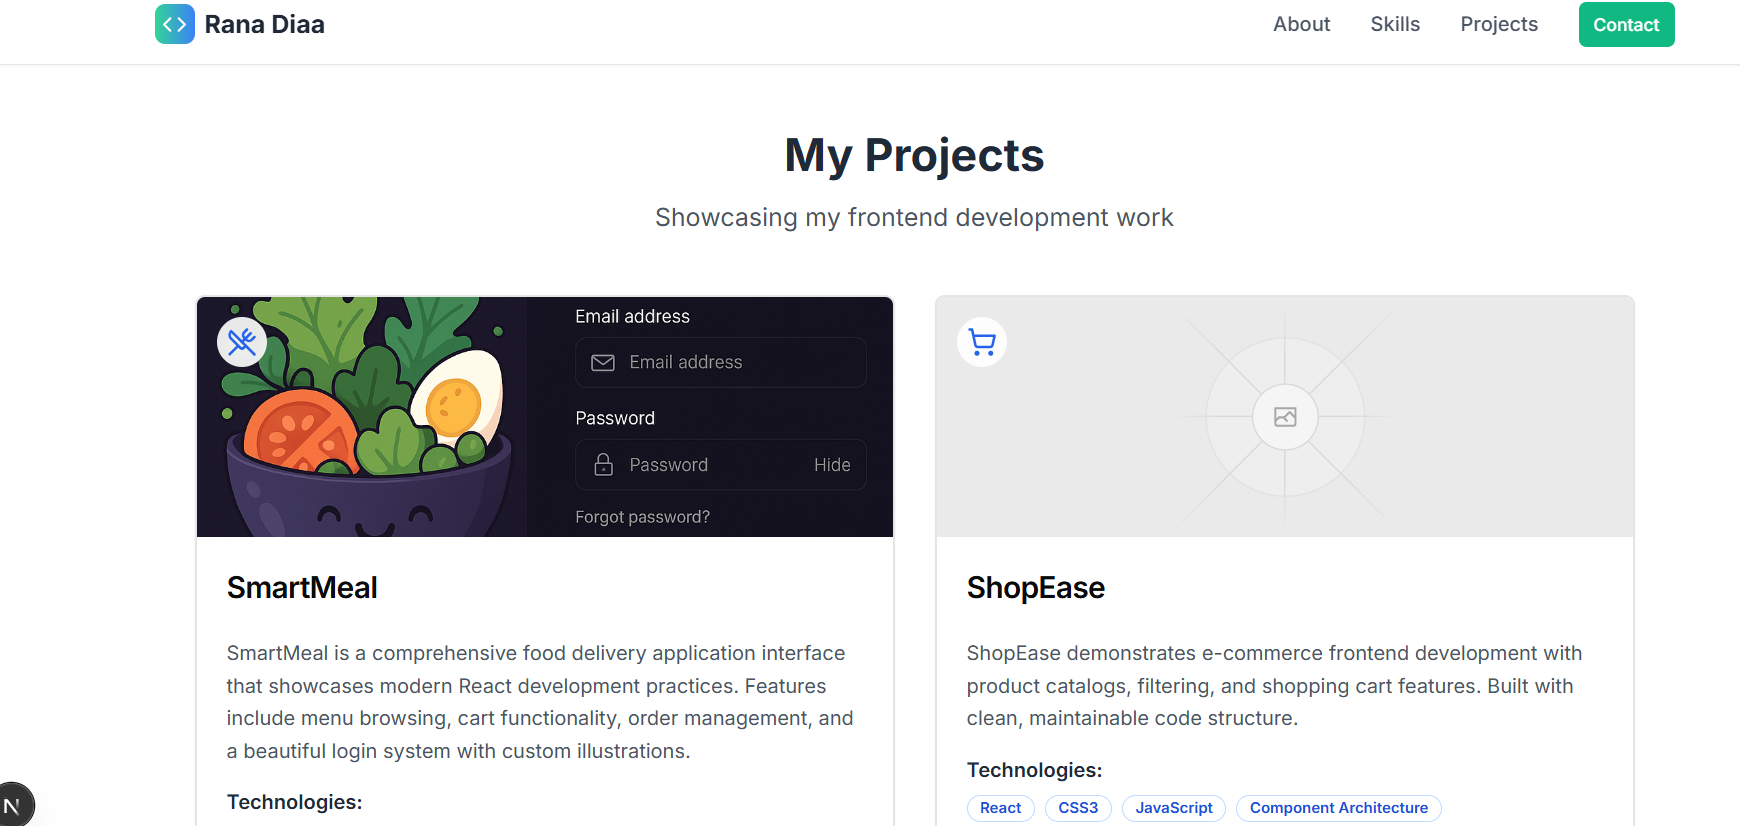 Rana Diaa
About
Skills
Projects
Contact
My Projects
Showcasing my frontend development work
Email address
Email address
Password
Password
Hide
Forgot password?
SmartMeal
SmartMeal is a comprehensive food delivery application interface
that showcases modern React development practices. Features
include menu browsing, cart functionality, order management, and
a beautiful login system with custom illustrations.
Technologies:
ShopEase
ShopEase demonstrates e-commerce frontend development with
product catalogs, filtering, and shopping cart features. Built with
clean, maintainable code structure.
Technologies:
React
CSS3
JavaScript
Component Architecture
N